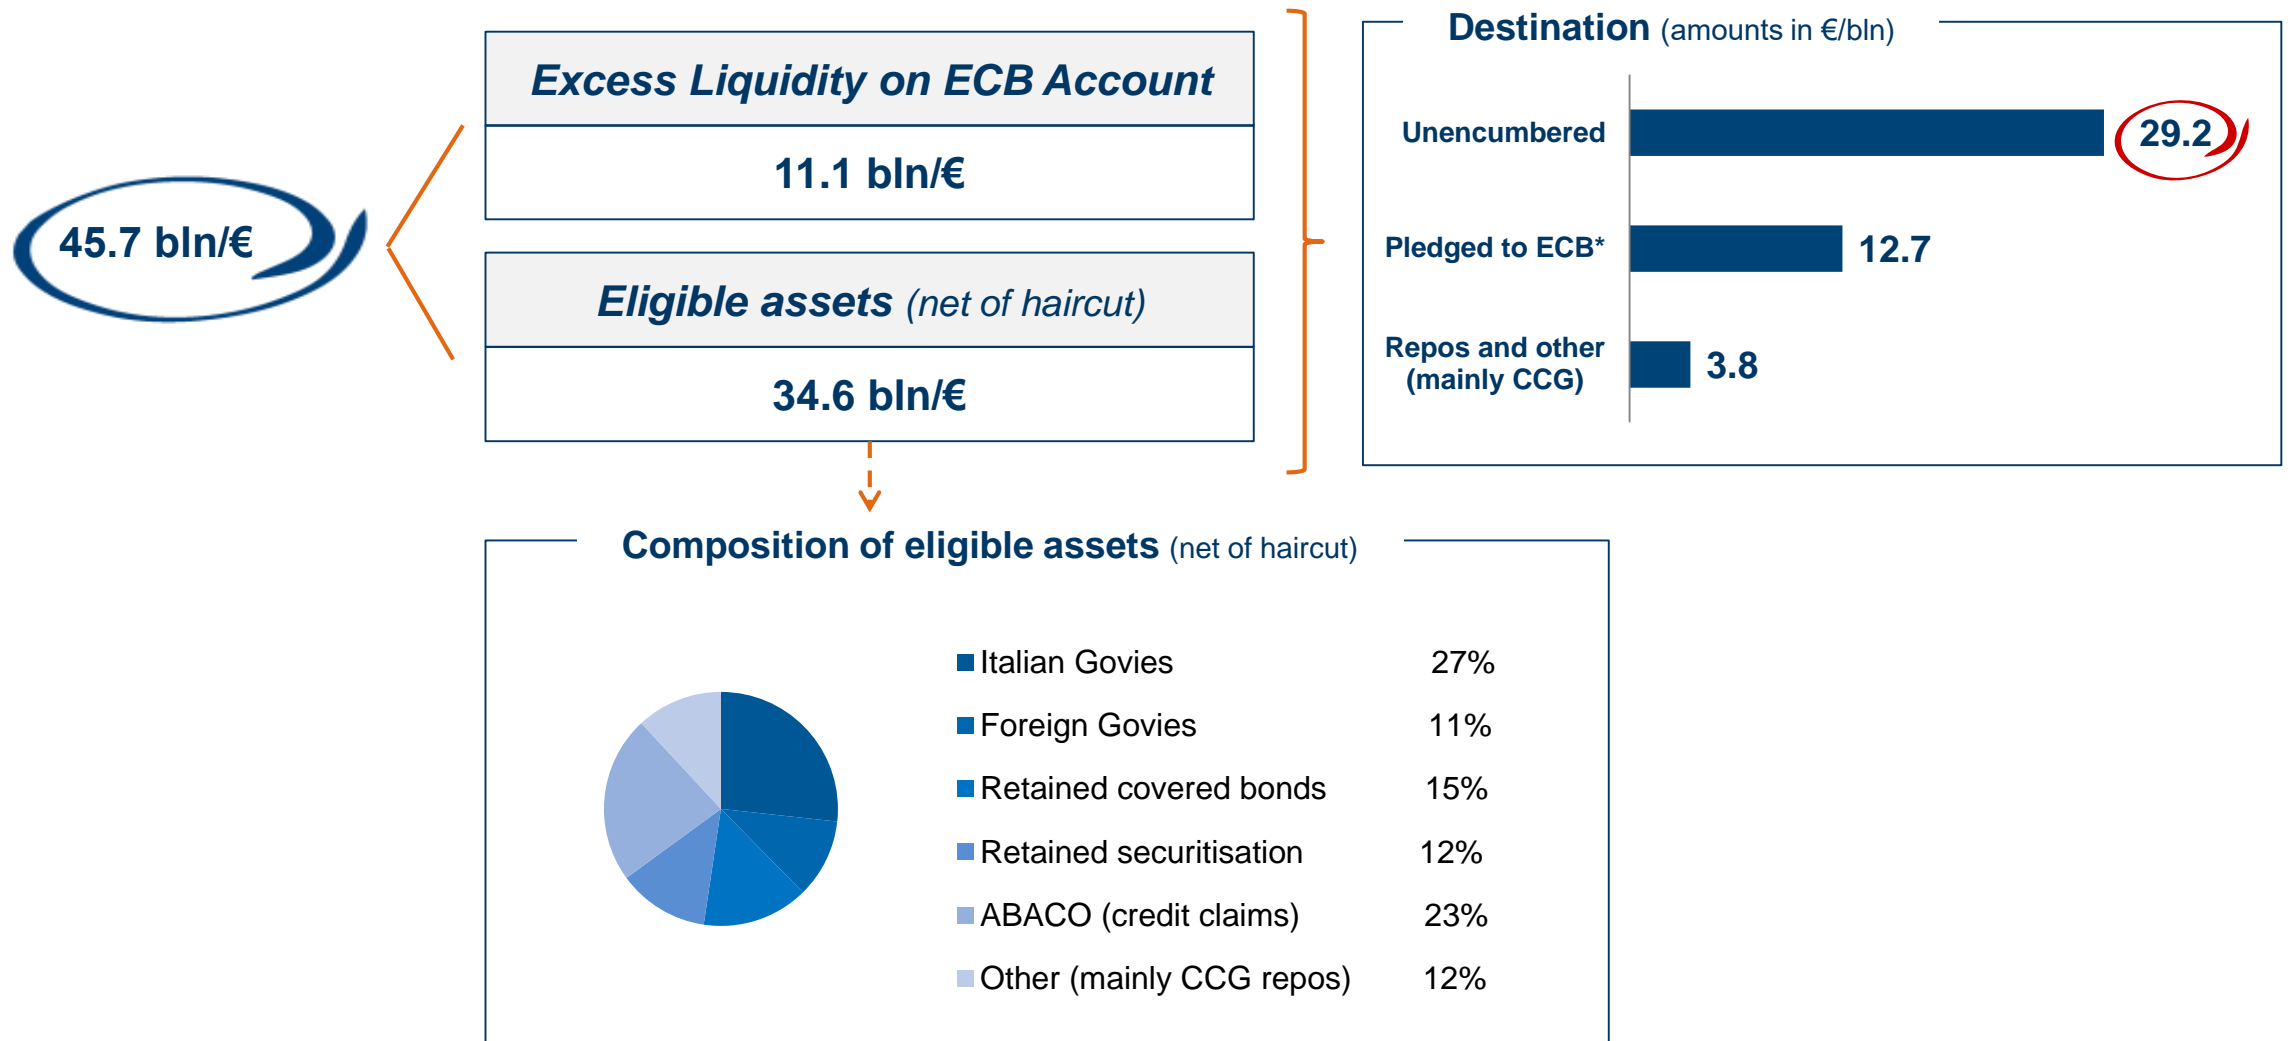 45.7 bln/€
Excess Liquidity on ECB Account
11.1 bln/€
Eligible assets (net of haircut)
34.6 bln/€
Destination (amounts in €/bln)
Unencumbered 29.2
Pledged to ECB* 12.7
Repos and other
(mainly CCG) 3.8
Composition of eligible assets (net of haircut)
Italian Govies 27%
Foreign Govies 11%
Retained covered bonds 15%
Retained securitisation 12%
ABACO (credit claims) 23%
Other (mainly CCG repos) 12%